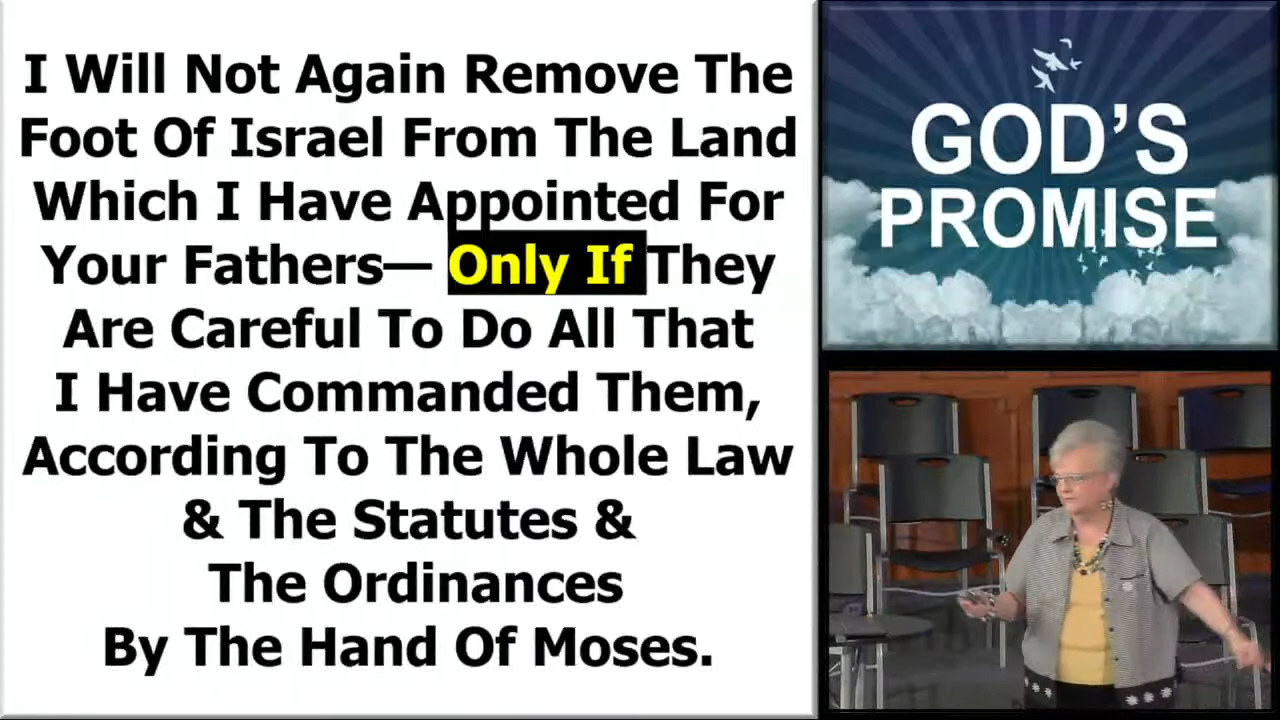 I Will Not Again Remove The
Foot Of Israel From The Land
Which I Have Appointed For
Your Fathers— Only If They
Are Careful To Do All That
I Have Commanded Them,
According To The Whole Law
& The Statutes &
The Ordinances
By The Hand Of Moses.
GOD’S
PROMISE